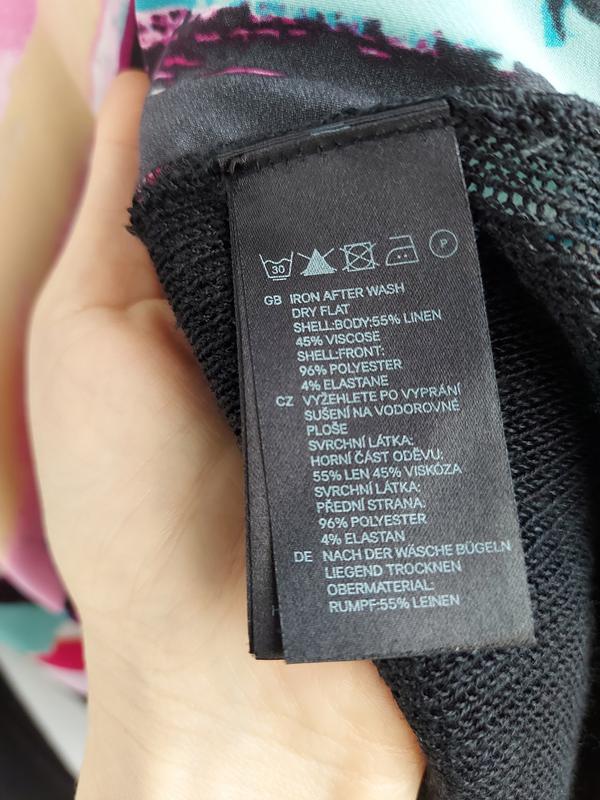 30
P
GB IRON AFTER WASH
DRY FLAT
SHELL:BODY:55% LINEN
45% VISCOSE
SHELL:FRONT:
96% POLYESTER
4% ELASTANE
CZ VYŽEHLETE PO VYPRÁNÍ
SUŠENÍ NA VODOROVNÉ
PLOŠE
SVRCHNÍ LÁTKA:
HORNÍ ČÁST ODĚVU:
55% LEN 45% VISKÓZA
SVRCHNÍ LÁTKA:
PŘEDNÍ STRANA:
96% POLYESTER
4% ELASTAN
DE NACH DER WÄSCHE BÜGELN
LIEGEND TROCKNEN
OBERMATERIAL:
RUMPF:55% LEINEN